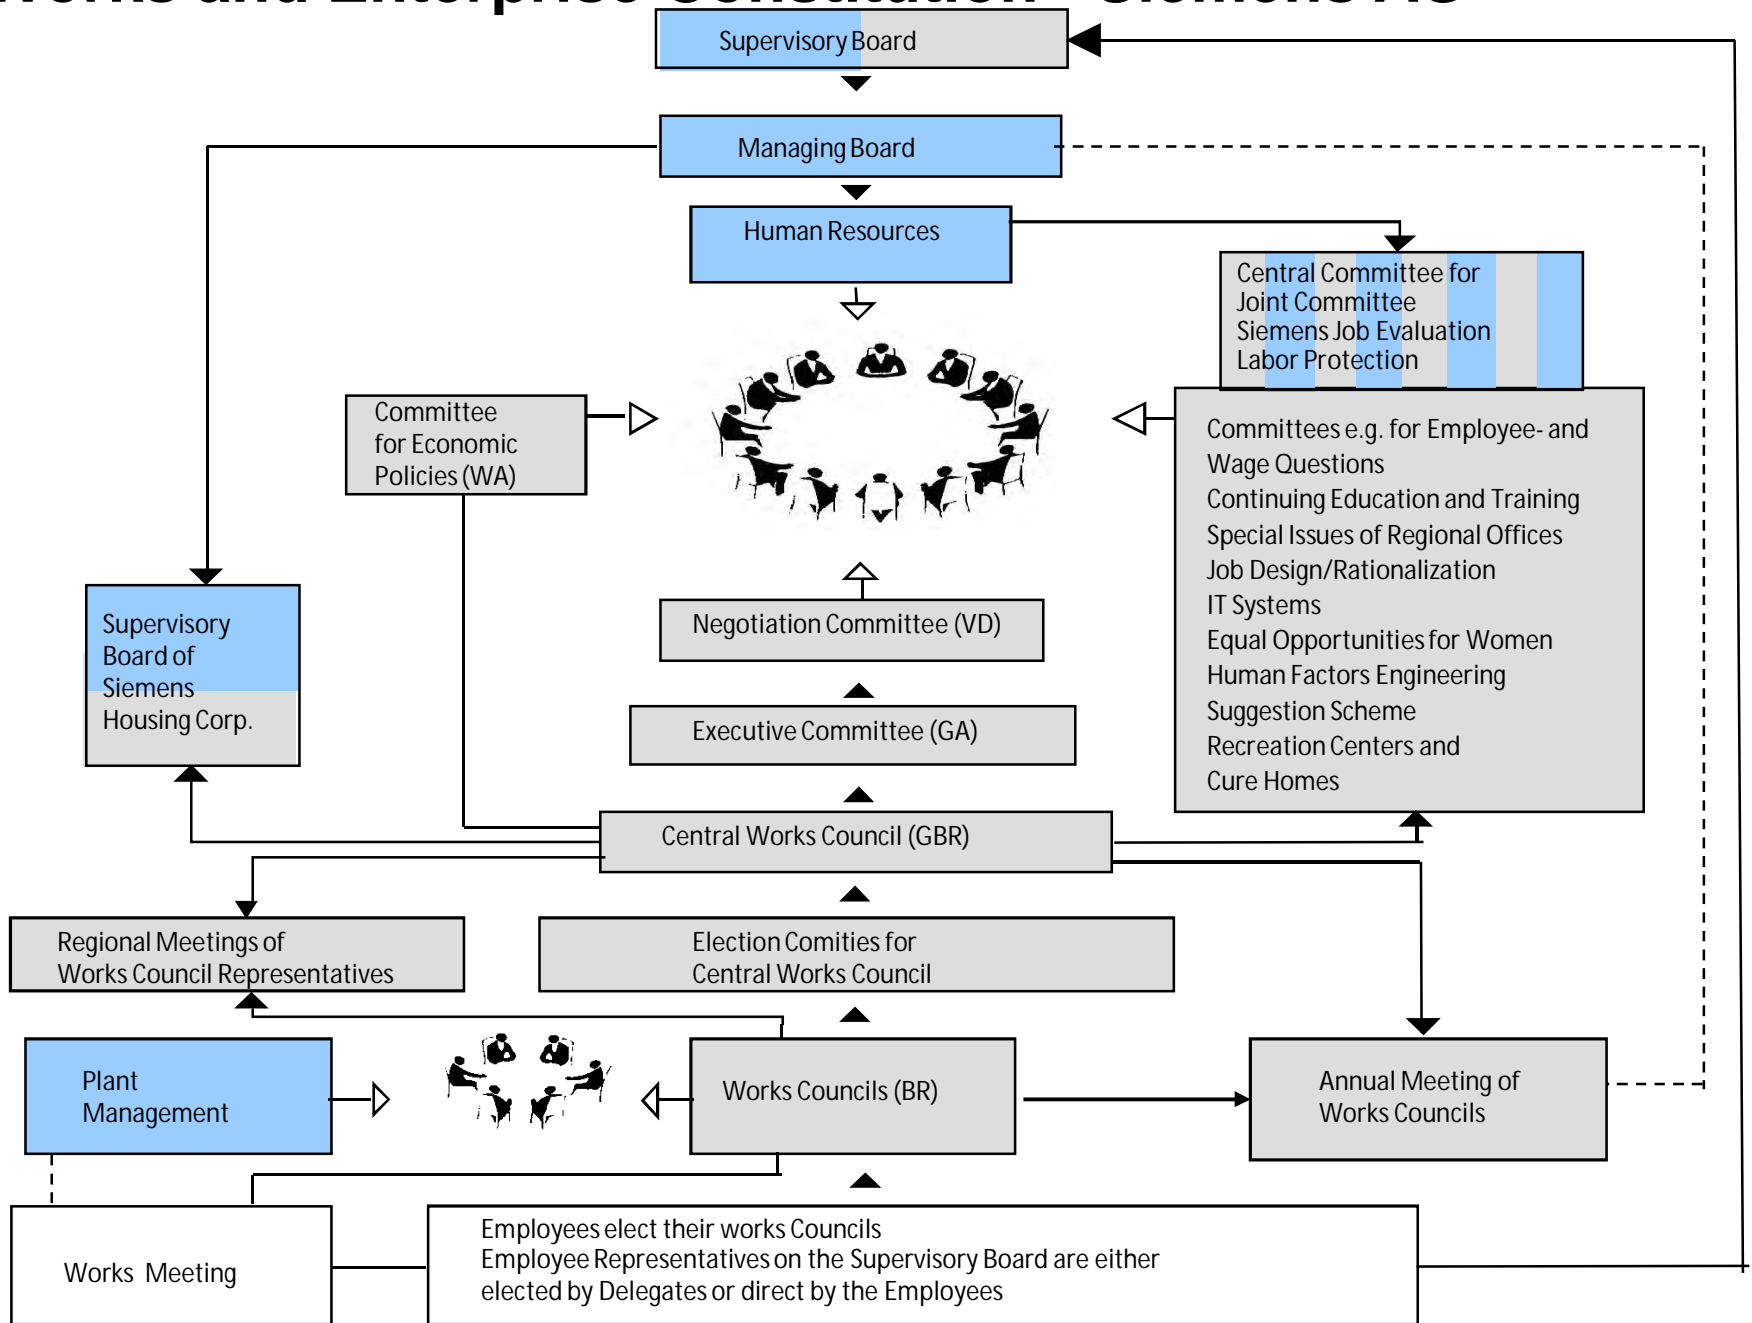 and Enterprise Constitution - Siemens AG
Supervisory Board
Managing Board
Human Resources
Central Committee for
Joint Committee
Siemens Job Evaluation
Labor Protection
Committee
for Economic
Policies (WA)
Committees e.g. for Employee- and
Wage Questions
Continuing Education and Training
Special Issues of Regional Offices
Job Design/Rationalization
IT Systems
Equal Opportunities for Women
Human Factors Engineering
Suggestion Scheme
Recreation Centers and
Cure Homes
Supervisory
Board of
Siemens
Housing Corp.
Negotiation Committee (VD)
Executive Committee (GA)
Central Works Council (GBR)
Regional Meetings of
Works Council Representatives
Election Comities for
Central Works Council
Plant
Management
Works Councils (BR)
Annual Meeting of
Works Councils
Works Meeting
Employees elect their works Councils
Employee Representatives on the Supervisory Board are either
elected by Delegates or direct by the Employees